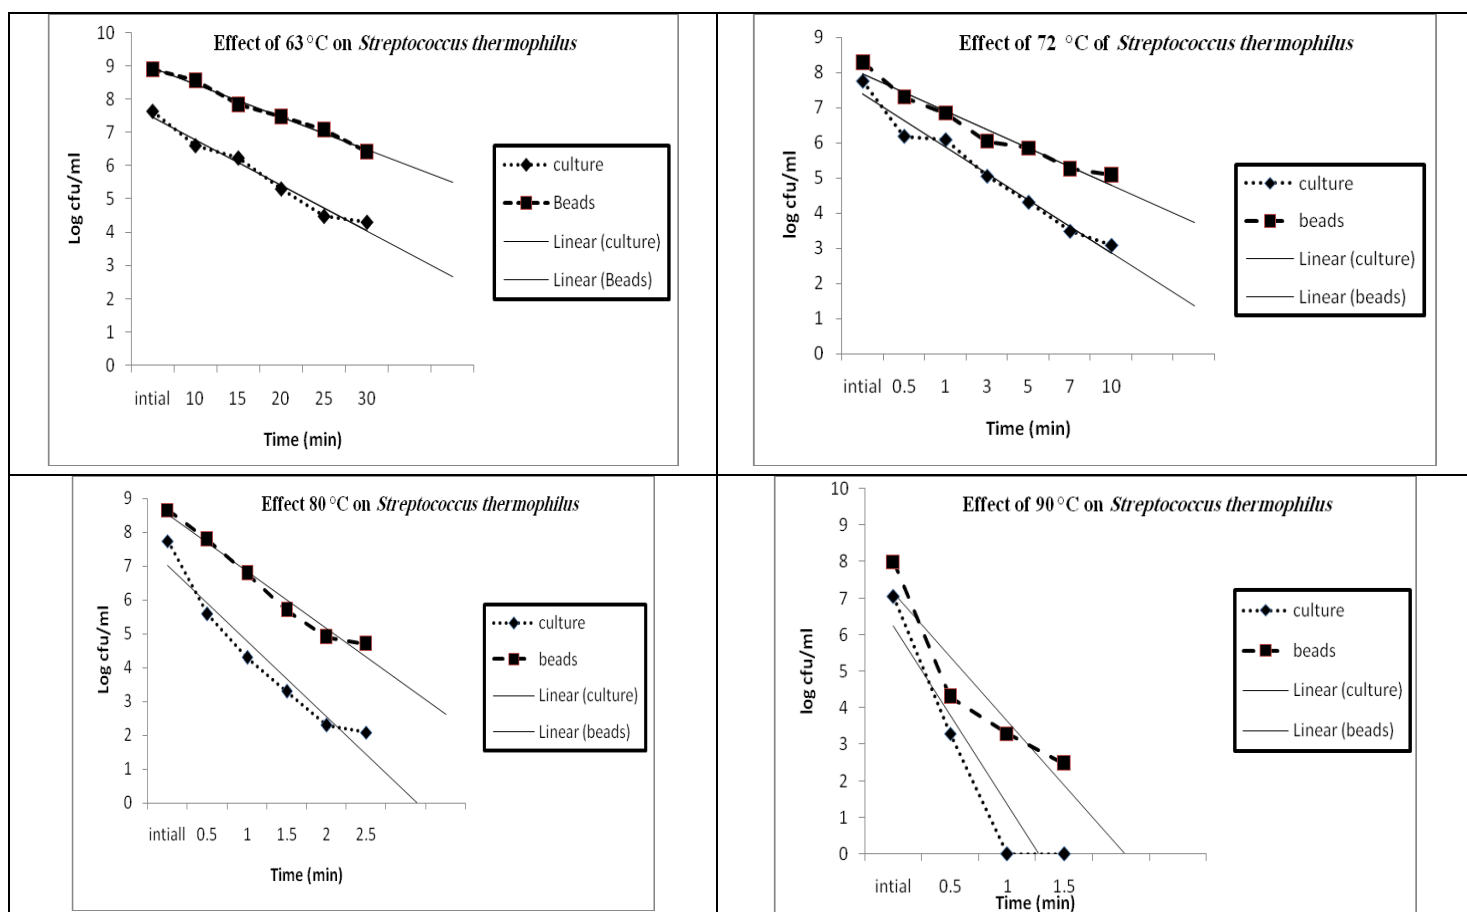 Effect of 63 °C on Streptococcus thermophilus
10
9
8
7
6
5
4
3
2
1
0
Log cfu/ml
intial 10 15 20 25 30
Time (min)
culture
Beads
Linear (culture)
Linear (Beads)
Effect of 72 °C of Streptococcus thermophilus
9
8
7
6
5
4
3
2
1
0
log cfu/ml
intial 0.5 1 3 5 7 10
Time (min)
culture
beads
Linear (culture)
Linear (beads)
Effect 80 °C on Streptococcus thermophilus
9
8
7
6
5
4
3
2
1
0
Log cfu/ml
intiall 0.5 1 1.5 2 2.5
Time (min)
culture
beads
Linear (culture)
Linear (beads)
Effect of 90 °C on Streptococcus thermophilus
10
9
8
7
6
5
4
3
2
1
0
log cfu/ml
intial 0.5 1 1.5
Time (min)
culture
beads
Linear (culture)
Linear (beads)